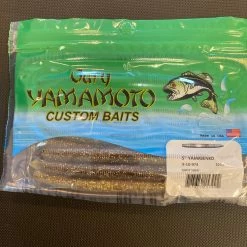 Gary
YAMAMOTO
CUSTOM BAITS
MADE IN USA
5" YAMASENKO